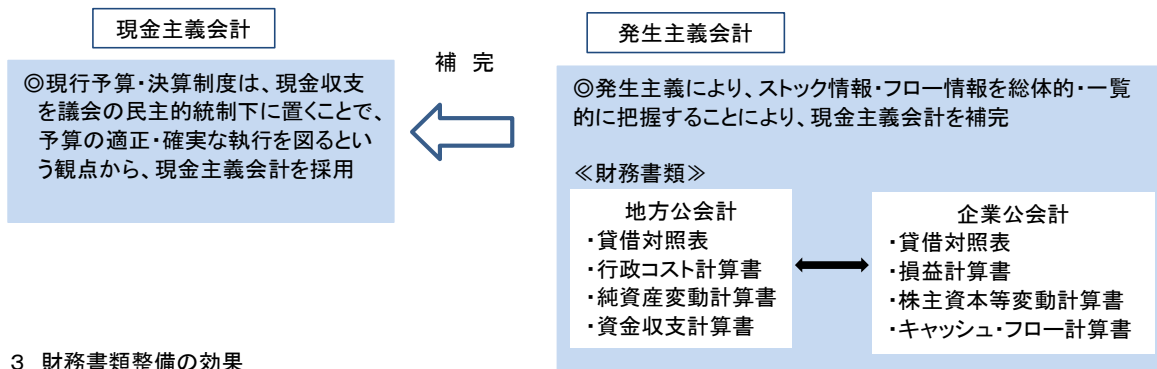 現金主義会計
◎現行予算・決算制度は、現金収支
を議会の民主的統制下に置くことで、
予算の適正・確実な執行を図るとい
う観点から、現金主義会計を採用
補 完
発生主義会計
◎発生主義により、ストック情報・フロー情報を総体的・一覧
的に把握することにより、現金主義会計を補完
≪財務書類≫
地方公会計
・貸借対照表
・行政コスト計算書
・純資産変動計算書
・資金収支計算書
企業公会計
・貸借対照表
・損益計算書
・株主資本等変動計算書
・キャッシュ・フロー計算書
3 財務書類整備の効果